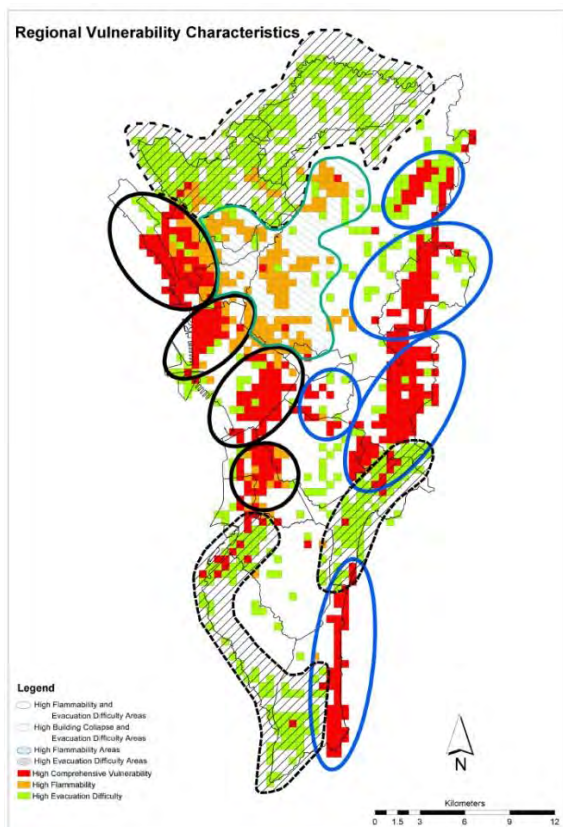 Regional Vulnerability Characteristics
Legend
High Flammability and
Evacuation Difficulty Areas
High Building Collapse and
Evacuation Difficulty Areas
High Flammability Areas
High Evacuation Difficulty Areas
High Comprehensive Vulnerability
High Flammability
High Evacuation Difficulty
N
Kilometers
0 1.5 3 6 9 12